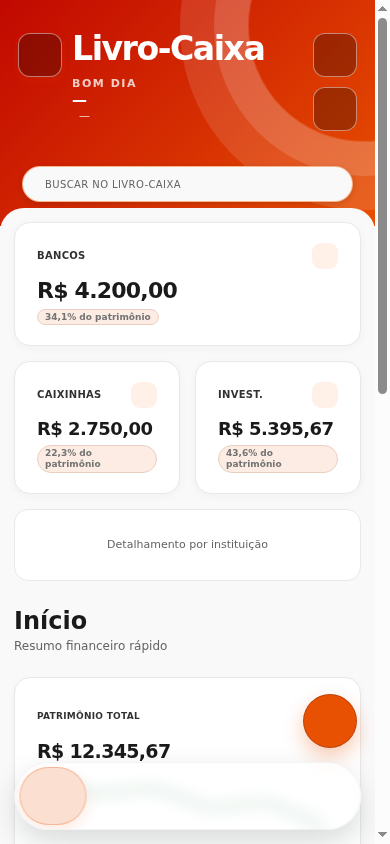 Livro-Caixa
BOM DIA
BUSCAR NO LIVRO-CAIXA
BANCOS
R$ 4.200,00
34,1% do patrimônio
CAIXINHAS
R$ 2.750,00
22,3% do
patrimônio
INVEST.
R$ 5.395,67
43,6% do
patrimônio
Detalhamento por instituição
Início
Resumo financeiro rápido
PATRIMÔNIO TOTAL
R$ 12.345,67